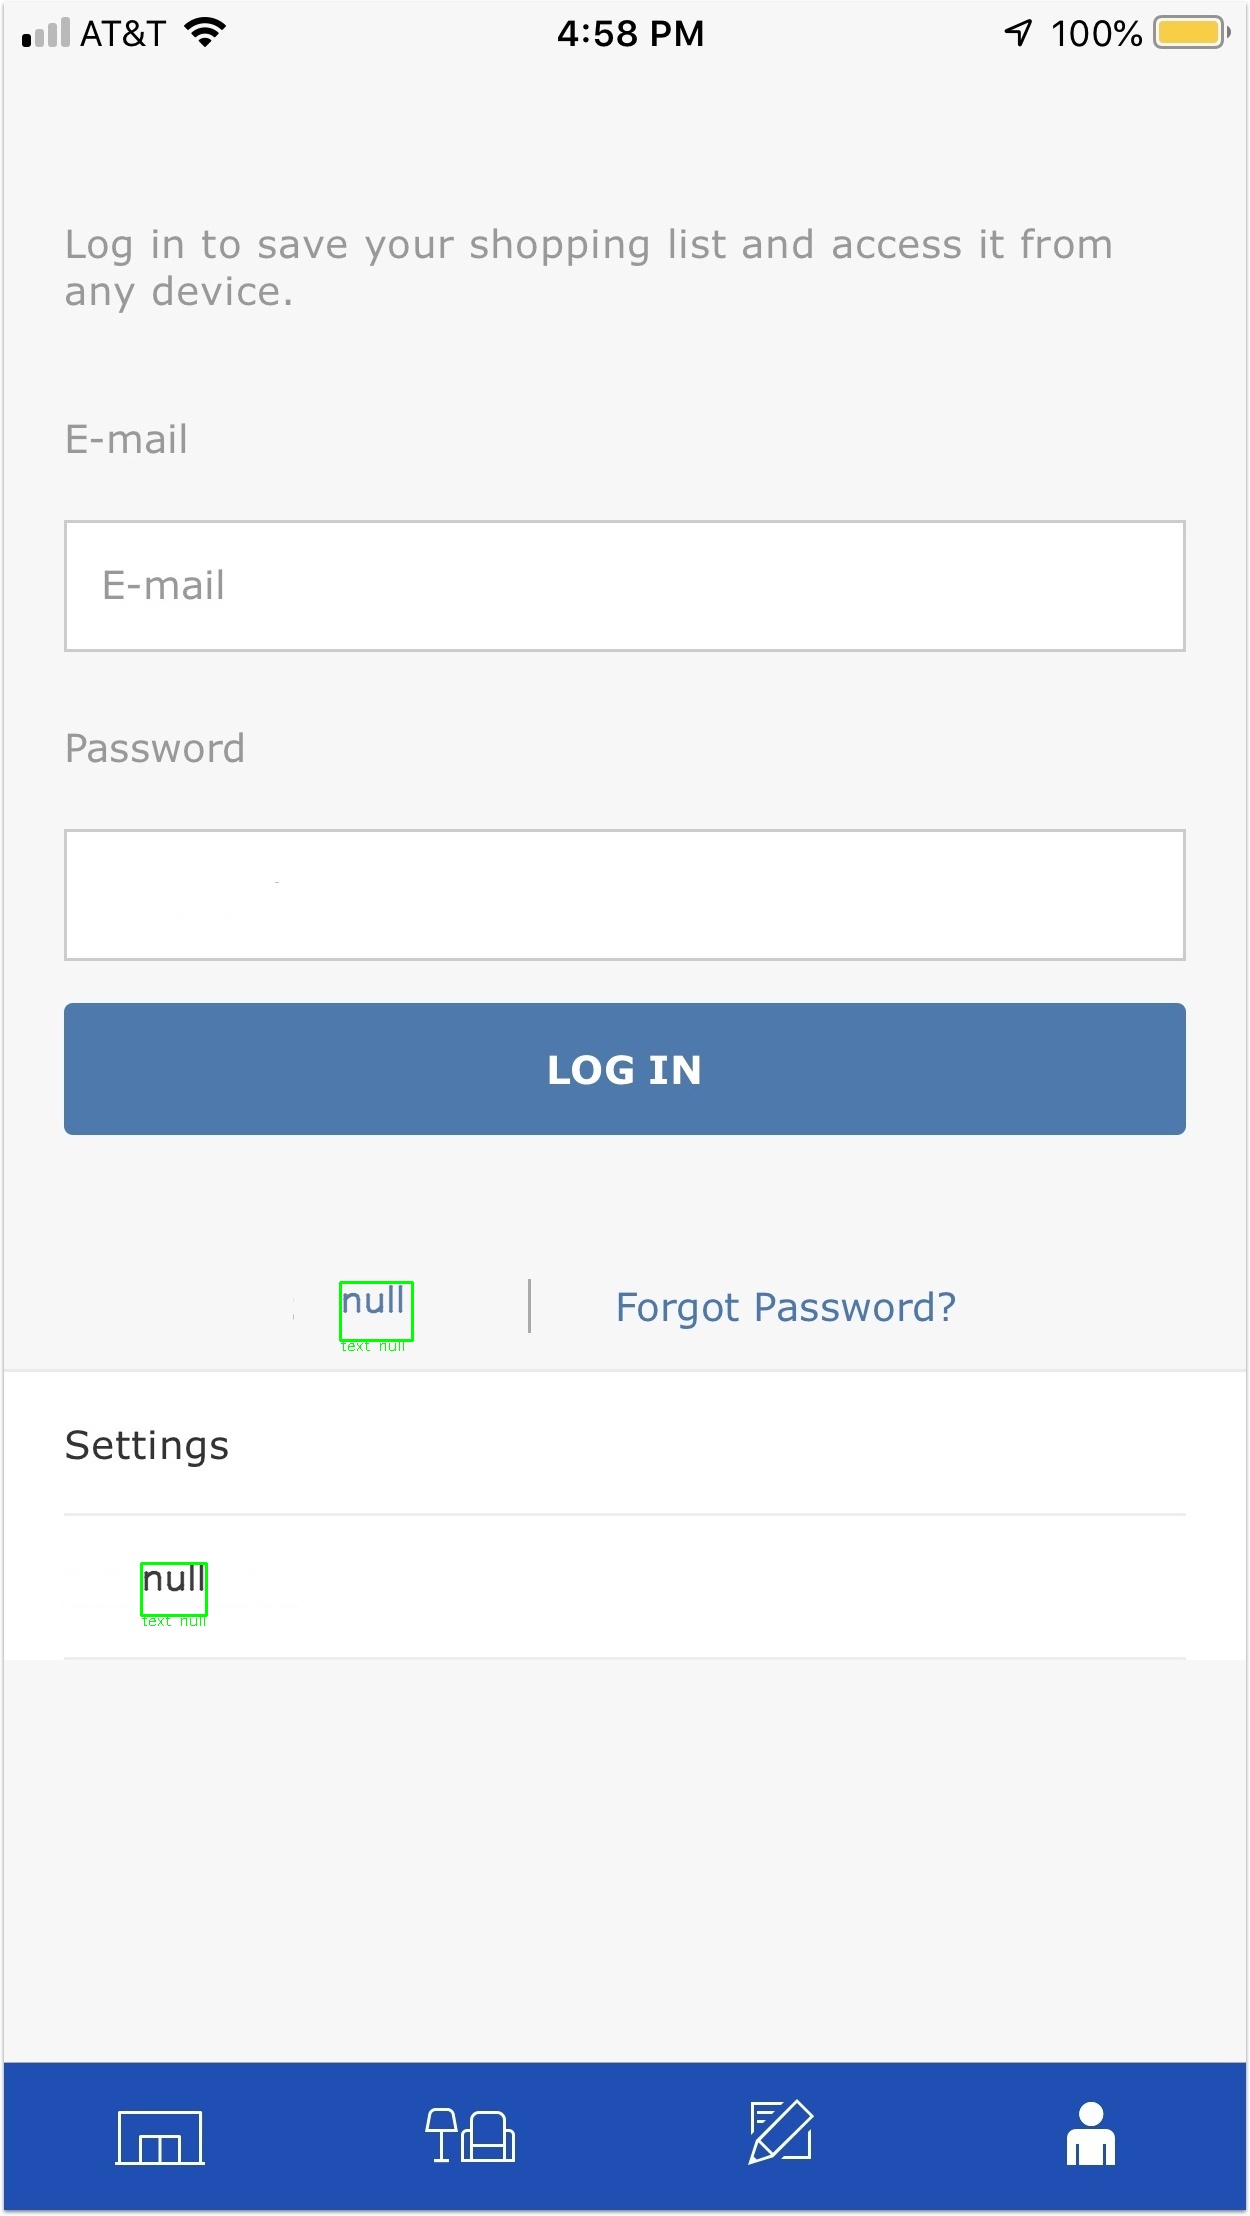 AT&T 4:58 PM 100%
Log in to save your shopping list and access it from
any device.
E-mail
E-mail
Password
LOG IN
null | Forgot Password?
text null
Settings
null
text null